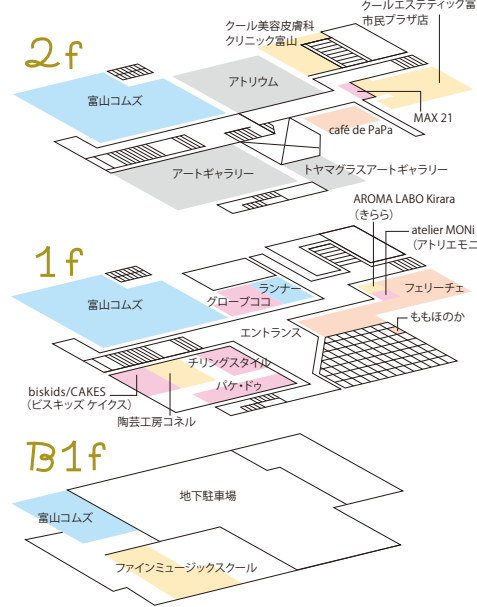 クールエステティック富
市民プラザ店
クール美容皮膚科
クリニック富山
2f
アトリウム
富山コムズ
MAX 21
café de PaPa
アートギャラリー
トヤマグラスアートギャラリー
AROMA LABO Kirara
（きらら）
atelier MONi
（アトリエモニ
1f
ランナー
フェリーチェ
グローブココ
富山コムズ
ももほのか
エントランス
チリングスタイル
パケ・ドゥ
biskids/CAKES
（ビスキッズ ケイクス）
陶芸工房コネル
B1f
地下駐車場
富山コムズ
ファインミュージックスクール